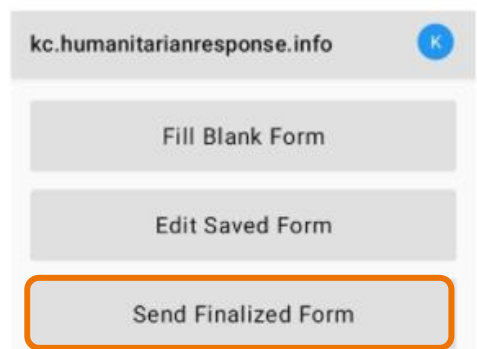 kc.humanitarianresponse.info K
Fill Blank Form
Edit Saved Form
Send Finalized Form